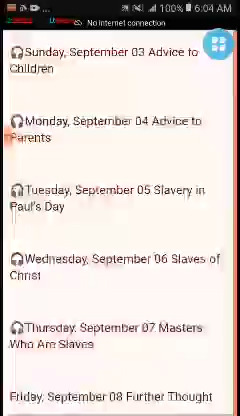 100% 6:04 AM
No Internet connection
Sunday, September 03 Advice to
Children
Monday, September 04 Advice to
Parents
Tuesday, September 05 Slavery in
Paul's Day
Wednesday, September 06 Slaves of
Christ
Thursday, September 07 Masters
Who Are Slaves
Friday, September 08 Further Thought